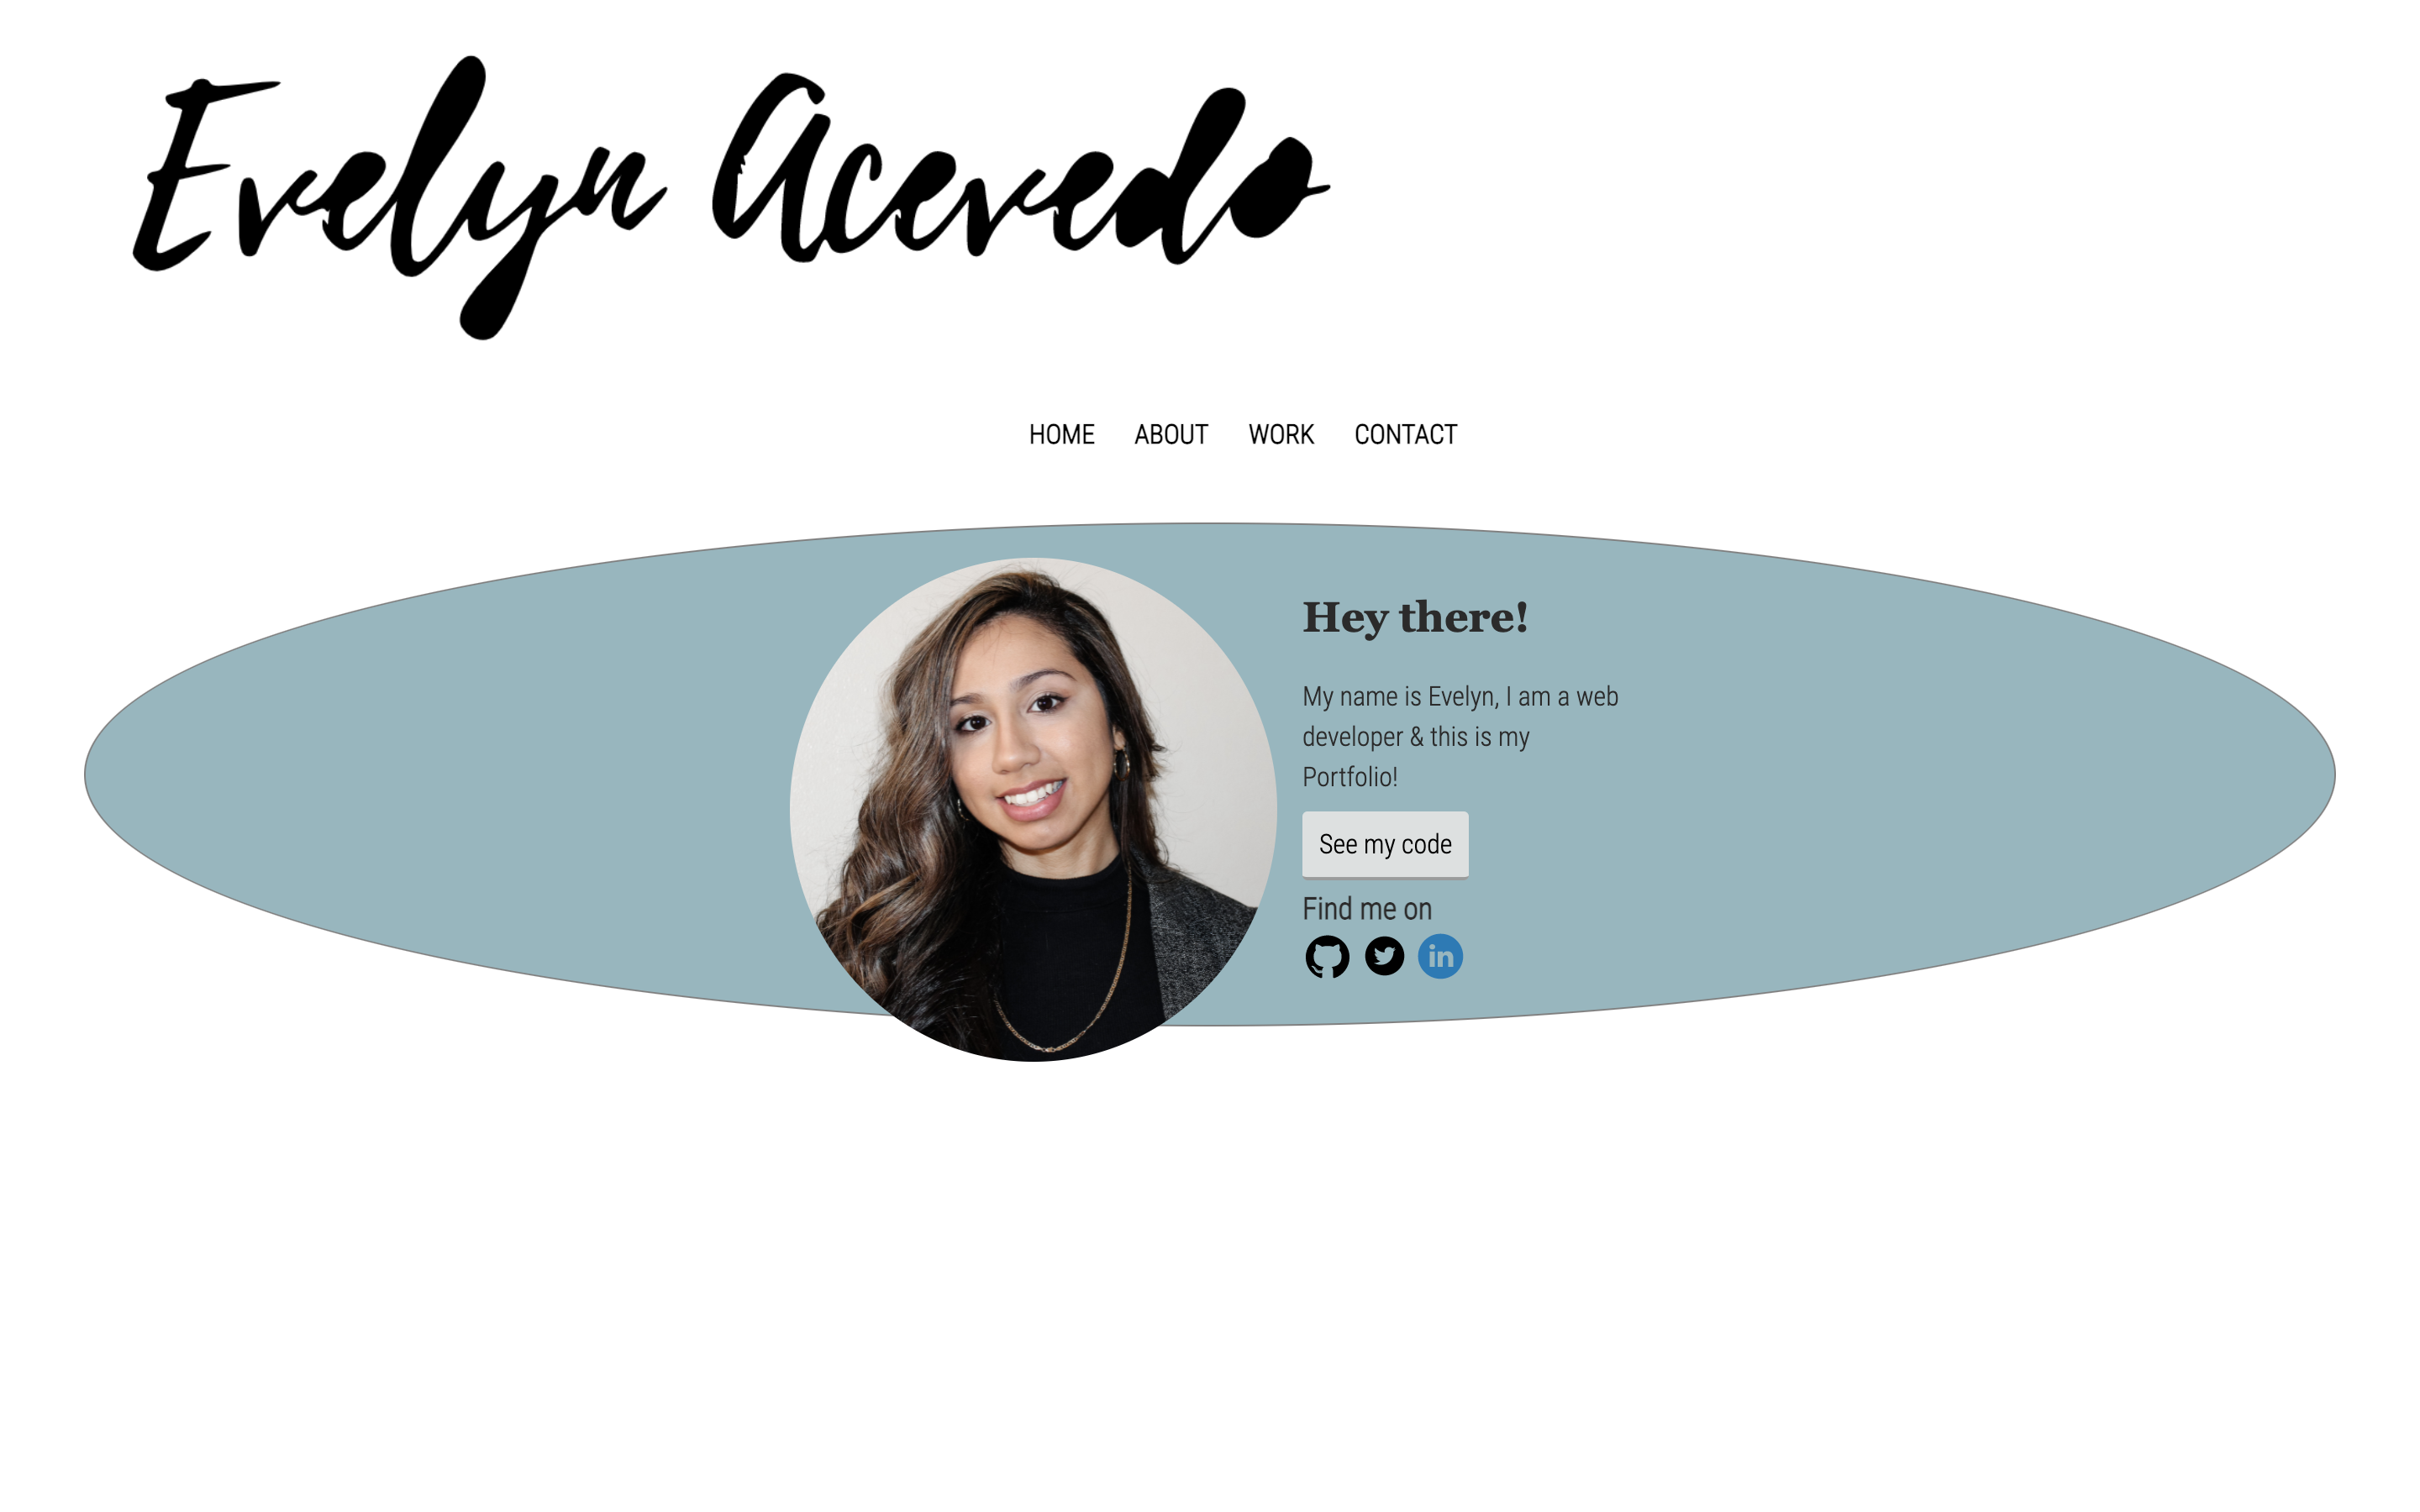 Evelyn Acevedo
HOME ABOUT WORK CONTACT
Hey there!
My name is Evelyn, I am a web
developer & this is my
Portfolio!
See my code
Find me on
in